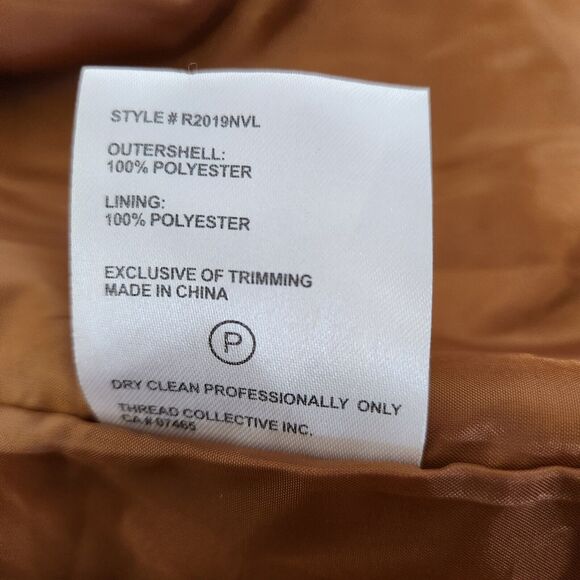 STYLE # R2019NVL
OUTERSHELL:
100% POLYESTER
LINING:
100% POLYESTER
EXCLUSIVE OF TRIMMING
MADE IN CHINA
P
DRY CLEAN PROFESSIONALLY ONLY
THREAD COLLECTIVE INC.
CA # 07465